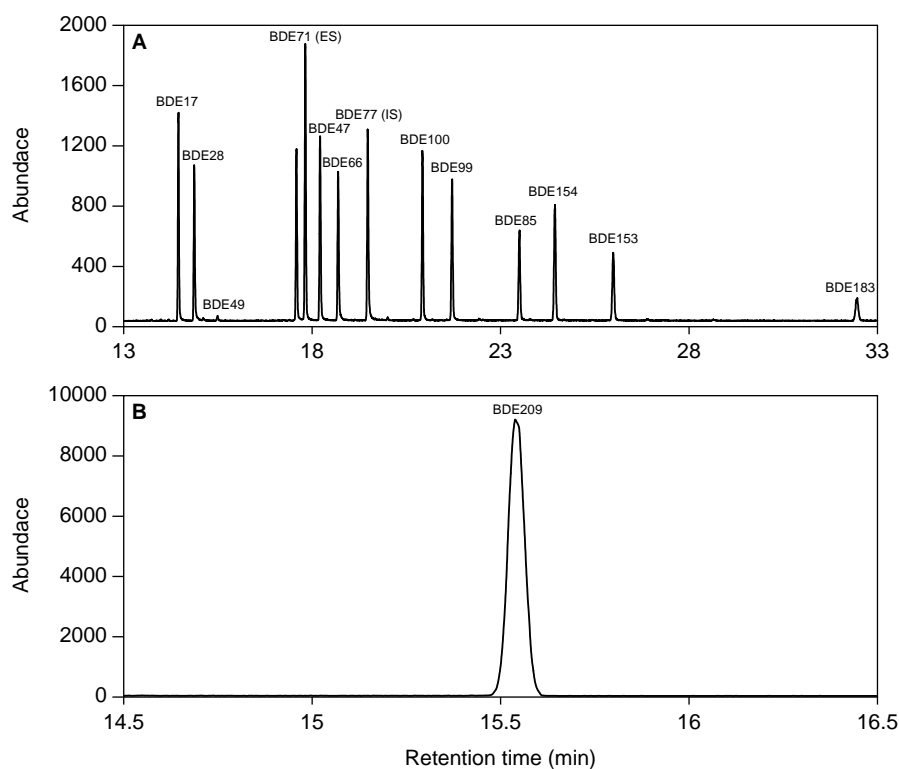 A
BDE71 (ES)
BDE17
BDE28
BDE49
BDE47
BDE77 (IS)
BDE66
BDE100
BDE99
BDE85
BDE154
BDE153
BDE183
Abundace
2000
1600
1200
800
400
0
13 18 23 28 33
B
BDE209
Abundace
10000
8000
6000
4000
2000
0
14.5 15 15.5 16 16.5
Retention time (min)